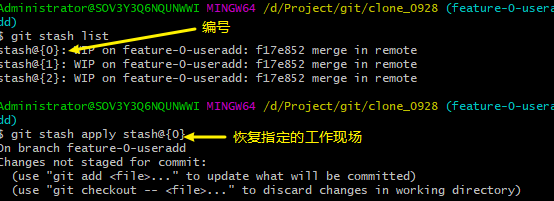 Administrator@SOV3Y3Q6NQUNWWI MINGW64 /d/Project/git/clone_0928 (feature-0-usera
dd)
$ git stash list
编号
stash@{0}: WIP on feature-0-useradd: f17e852 merge in remote
stash@{1}: WIP on feature-0-useradd: f17e852 merge in remote
stash@{2}: WIP on feature-0-useradd: f17e852 merge in remote
Administrator@SOV3Y3Q6NQUNWWI MINGW64 /d/Project/git/clone_0928 (feature-0-usera
dd)
$ git stash apply stash@{0}
恢复指定的工作现场
On branch feature-0-useradd
Changes not staged for commit:
(use "git add <file>..." to update what will be committed)
(use "git checkout -- <file>..." to discard changes in working directory)